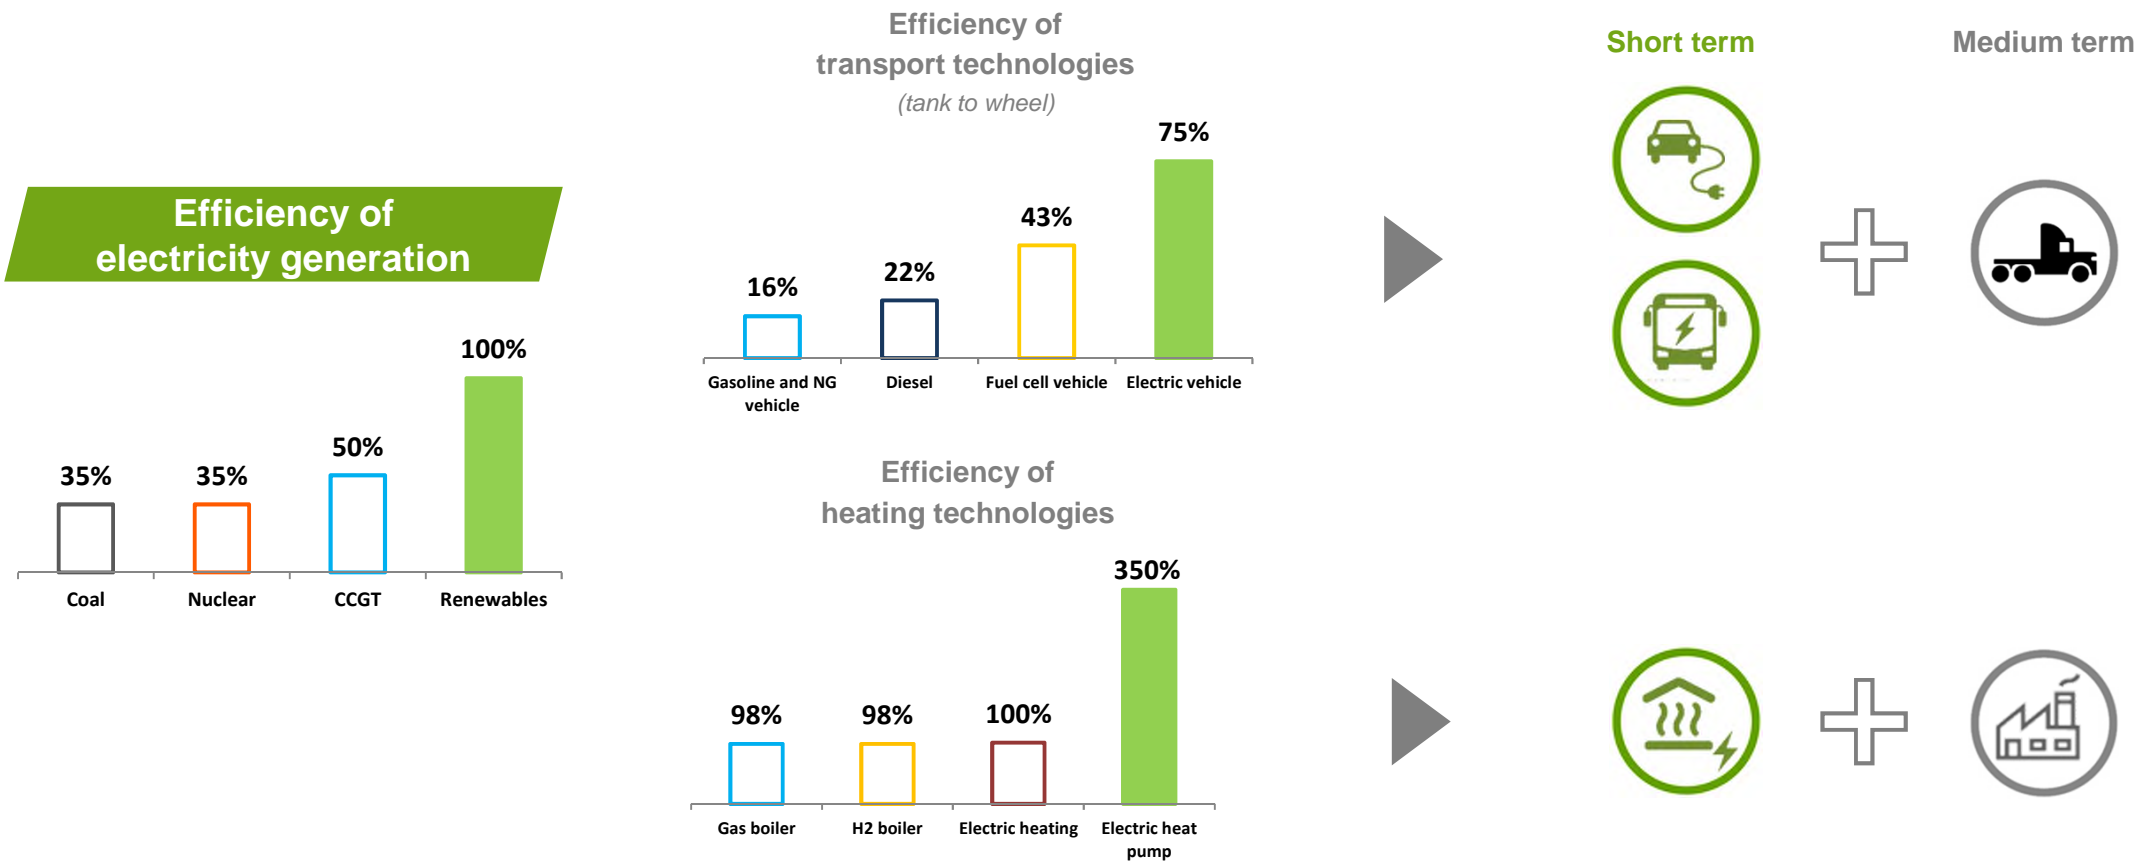 Efficiency of
electricity generation
100%
50%
35%
35%
Coal
Nuclear
CCGT
Renewables
Efficiency of
transport technologies
(tank to wheel)
75%
43%
22%
16%
Gasoline and NG
vehicle
Diesel
Fuel cell vehicle
Electric vehicle
Efficiency of
heating technologies
350%
98%
98%
100%
Gas boiler
H2 boiler
Electric heating
Electric heat
pump
Short term
Medium term